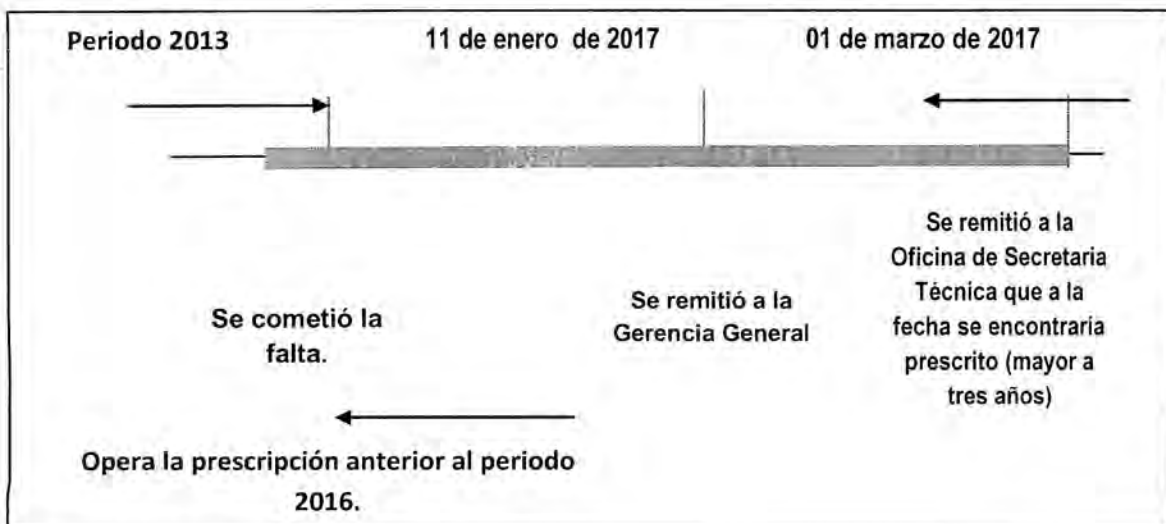 Periodo 2013
11 de enero de 2017
01 de marzo de 2017
Se cometió la
falta.
Se remitió a la
Gerencia General
Se remitió a la
Oficina de Secretaria
Técnica que a la
fecha se encontraria
prescrito (mayor a
tres años)
Opera la prescripción anterior al periodo
2016.